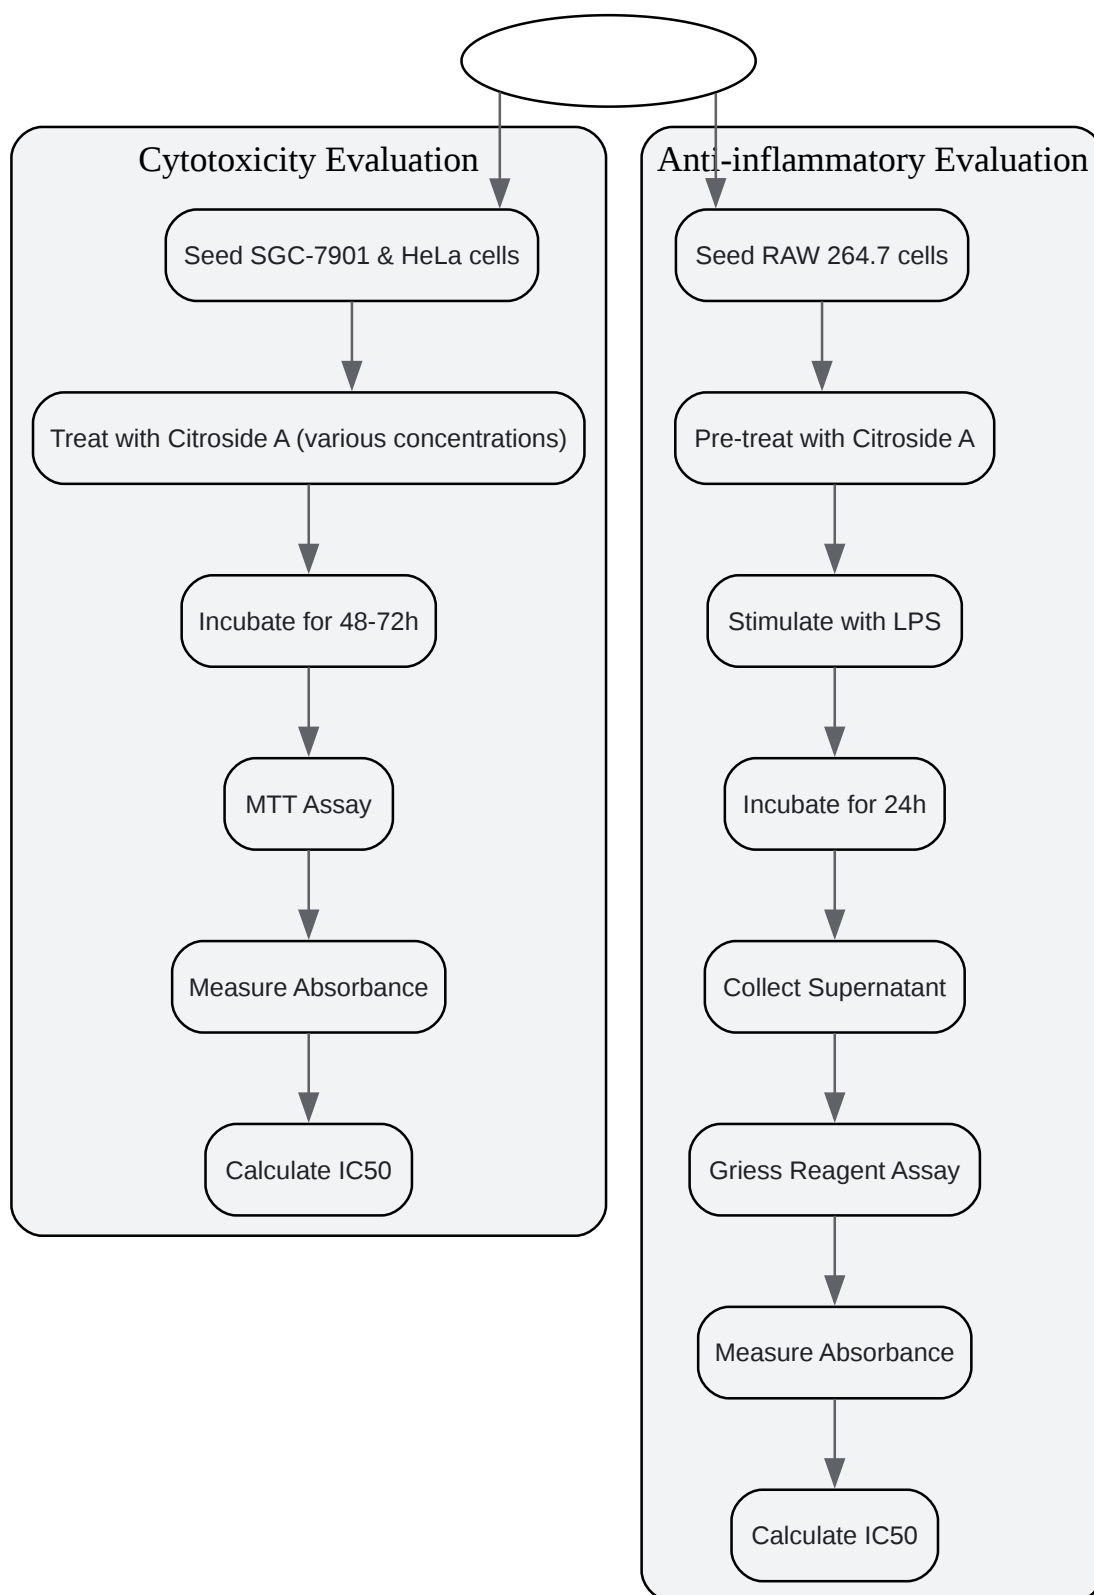 Cytotoxicity Evaluation
Seed SGC-7901 & HeLa cells
Treat with Citroside A (various concentrations)
Incubate for 48-72h
MTT Assay
Measure Absorbance
Calculate IC50
Anti-inflammatory Evaluation
Seed RAW 264.7 cells
Pre-treat with Citroside A
Stimulate with LPS
Incubate for 24h
Collect Supernatant
Griess Reagent Assay
Measure Absorbance
Calculate IC50